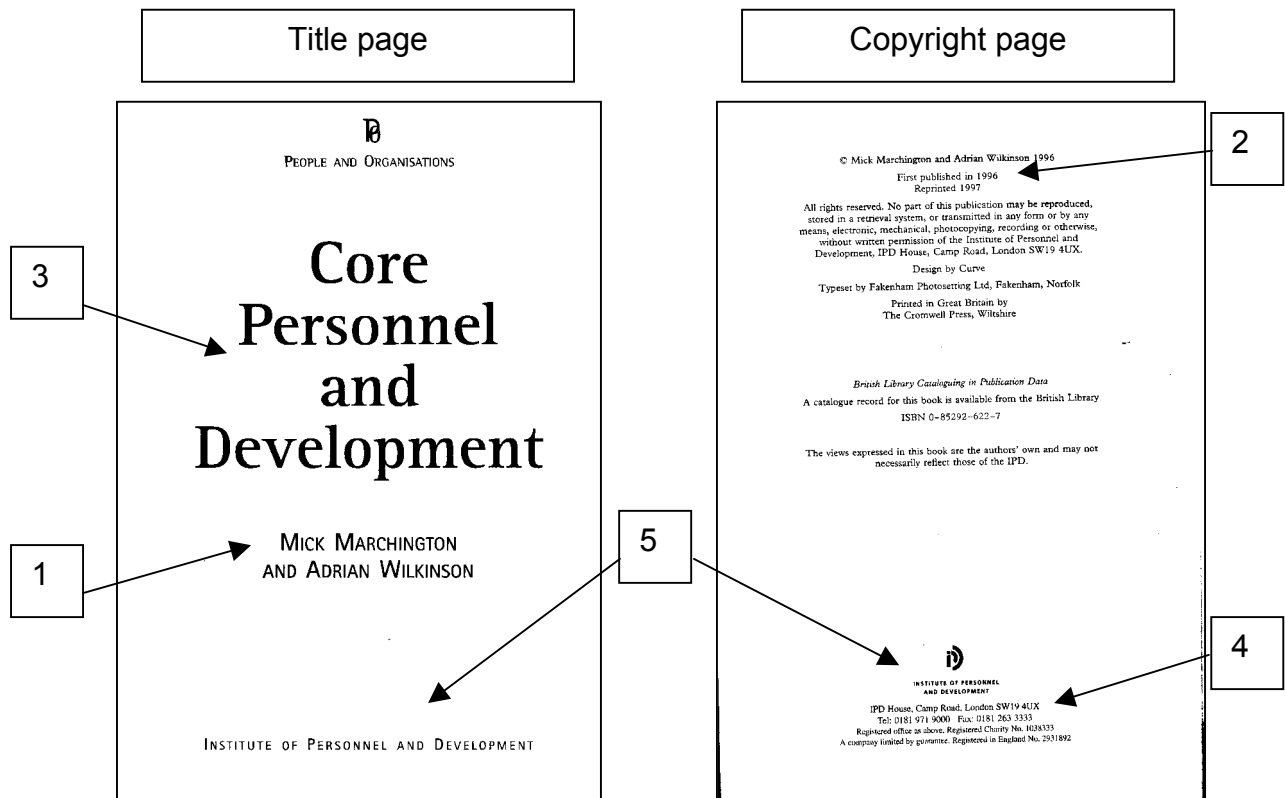 Title page
Copyright page
PEOPLE AND ORGANISATIONS
Core
Personnel
and
Development
MICK MARCHINGTON
AND ADRIAN WILKINSON
INSTITUTE OF PERSONNEL AND DEVELOPMENT
3
1
5
2
4
© Mick Marchington and Adrian Wilkinson 1996
First published in 1996
Reprinted 1997
All rights reserved. No part of this publication may be reproduced,
stored in a retrieval system, or transmitted in any form or by any
means, electronic, mechanical, photocopying, recording or otherwise,
without written permission of the Institute of Personnel and
Development, IPD House, Camp Road, London SW19 4UX.
Design by Curve
Typeset by Fakenham Photosetting Ltd, Fakenham, Norfolk
Printed in Great Britain by
The Cromwell Press, Wiltshire
British Library Cataloguing in Publication Data
A catalogue record for this book is available from the British Library
ISBN 0-85292-622-7
The views expressed in this book are the authors' own and may not
necessarily reflect those of the IPD.
INSTITUTE OF PERSONNEL
AND DEVELOPMENT
IPD House, Camp Road, London SW19 4UX
Tel: 0181 971 9000 Fax: 0181 263 3333
Registered office as above. Registered Charity No. 1038333
A company limited by guarantee. Registered in England No. 2931892